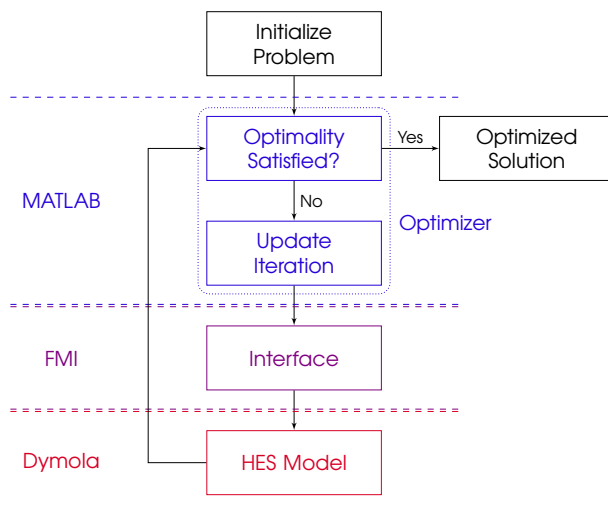 Initialize
Problem
Optimality
Satisfied?
Yes
Optimized
Solution
MATLAB
No
Optimizer
Update
Iteration
FMI
Interface
Dymola
HES Model